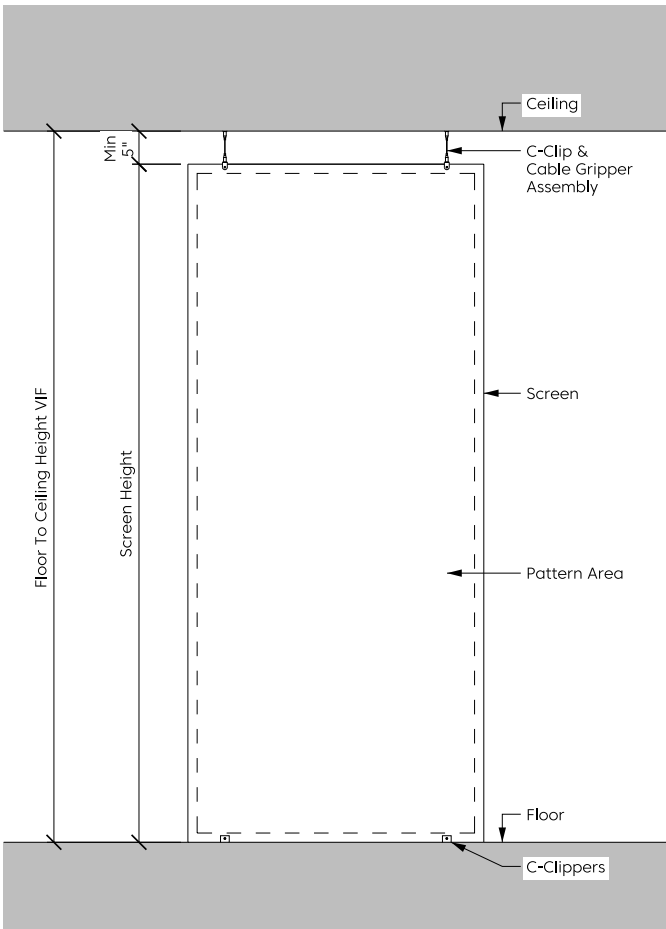 Ceiling
Min
5"
C-Clip &
Cable Gripper
Assembly
Screen
Floor To Ceiling Height VIF
Screen Height
Pattern Area
Floor
C-Clippers